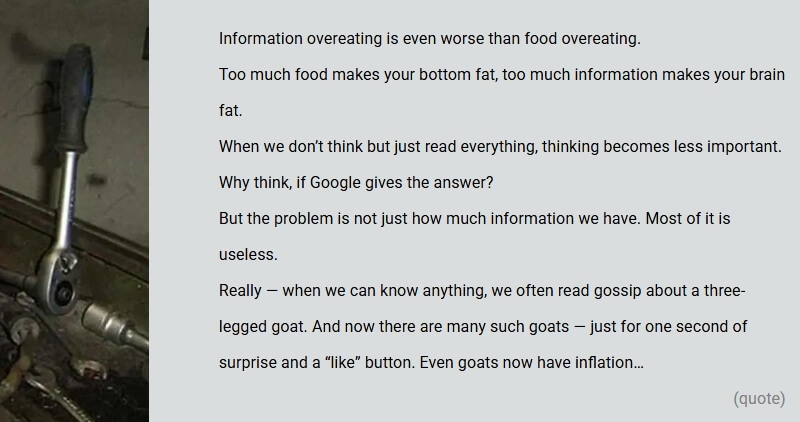 Information overeating is even worse than food overeating.
Too much food makes your bottom fat, too much information makes your brain
fat.
When we don’t think but just read everything, thinking becomes less important.
Why think, if Google gives the answer?
But the problem is not just how much information we have. Most of it is
useless.
Really — when we can know anything, we often read gossip about a three-
legged goat. And now there are many such goats — just for one second of
surprise and a “like” button. Even goats now have inflation…
(quote)